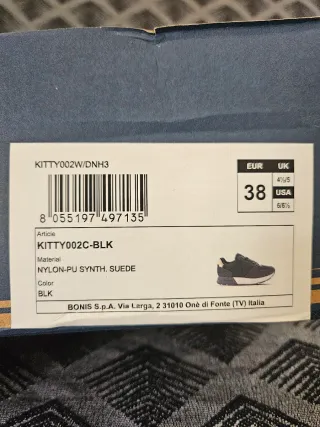 KITTY002W/DNH3
EUR UK
38 4½/5
USA
6/6½
8 055197 497135
Article
KITTY002C-BLK
Material
NYLON-PU SYNTH. SUEDE
Color
BLK
BONIS S.p.A. Via Larga, 2 31010 Onè di Fonte (TV) Italia